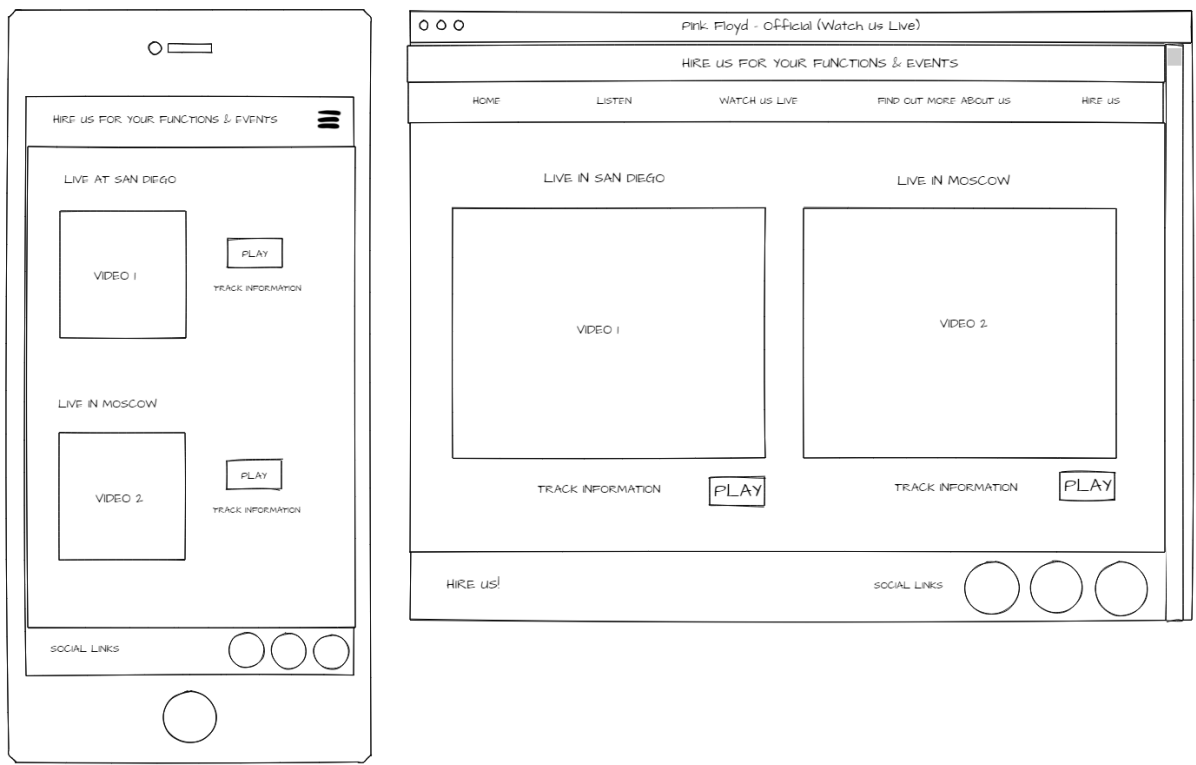 HIRE US FOR YOUR FUNCTIONS & EVENTS
LIVE AT SAN DIEGO
VIDEO 1
PLAY
TRACK INFORMATION
LIVE IN MOSCOW
VIDEO 2
PLAY
TRACK INFORMATION
SOCIAL LINKS
Pink Floyd - Official (Watch Us Live)
HIRE US FOR YOUR FUNCTIONS & EVENTS
HOME
LISTEN
WATCH US LIVE
FIND OUT MORE ABOUT US
HIRE US
LIVE IN SAN DIEGO
LIVE IN MOSCOW
VIDEO 1
VIDEO 2
TRACK INFORMATION
PLAY
TRACK INFORMATION
PLAY
HIRE US!
SOCIAL LINKS